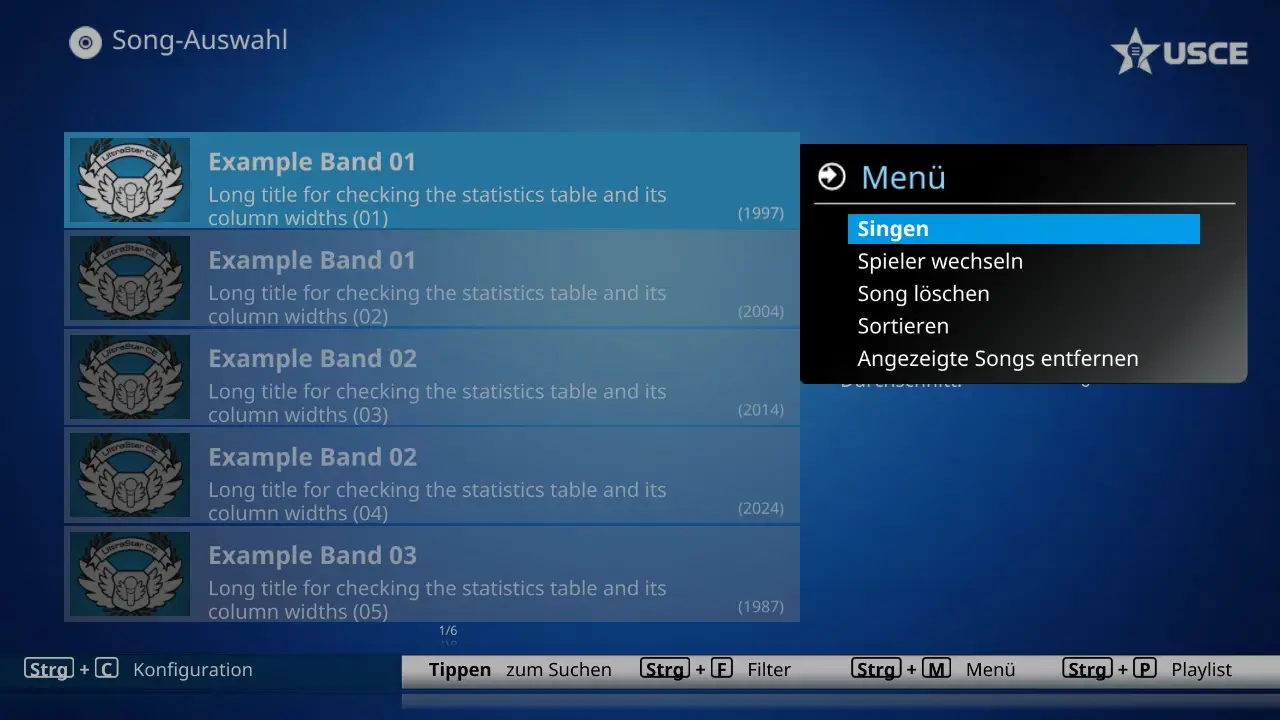 Song-Auswahl
USCE
Example Band 01
Long title for checking the statistics table and its
column widths (01)
(1997)
Example Band 01
Long title for checking the statistics table and its
column widths (02)
(2004)
Example Band 02
Long title for checking the statistics table and its
column widths (03)
(2014)
Example Band 02
Long title for checking the statistics table and its
column widths (04)
(2024)
Example Band 03
Long title for checking the statistics table and its
column widths (05)
(1987)
1/6
Menü
Singen
Spieler wechseln
Song löschen
Sortieren
Angezeigte Songs entfernen
Strg + C Konfiguration
Tippen zum Suchen
Strg + F Filter
Strg + M Menü
Strg + P Playlist